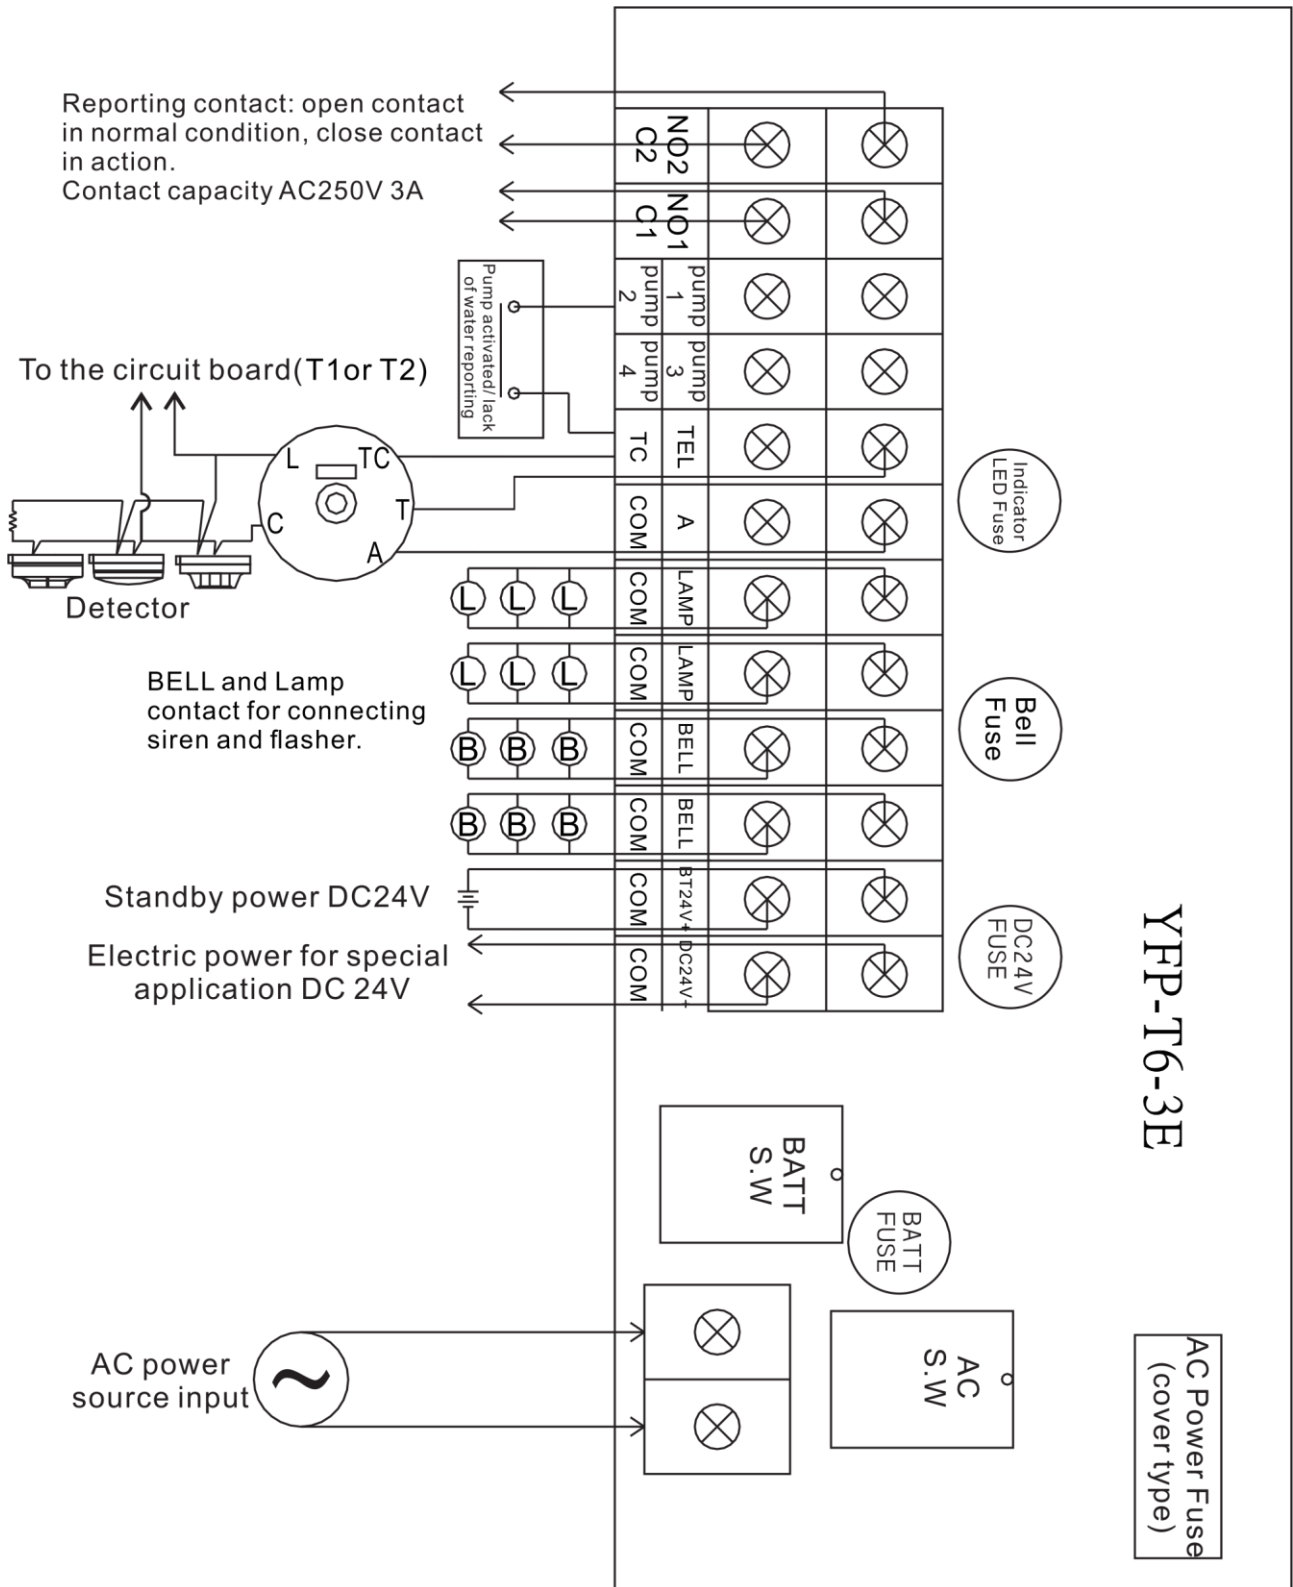 Reporting contact: open contact
in normal condition, close contact
in action.
Contact capacity AC250V 3A
NO2
C2
NO1
C1
pump 1
pump 2
pump 3
pump 4
TEL
TC
A
COM
LAMP
COM
LAMP
COM
BELL
COM
BELL
COM
BT24V+
COM
DC24V+
COM
Pump activated/lack
of water reporting
To the circuit board(T1or T2)
L
TC
T
C
A
Detector
L L L
L L L
B B B
B B B
BELL and Lamp
contact for connecting
siren and flasher.
Standby power DC24V
Electric power for special
application DC 24V
Indicator
LED Fuse
Bell
Fuse
DC24V
FUSE
YFP-T6-3E
BATT
S.W
BATT
FUSE
AC
S.W
AC Power Fuse
(cover type)
AC power
source input